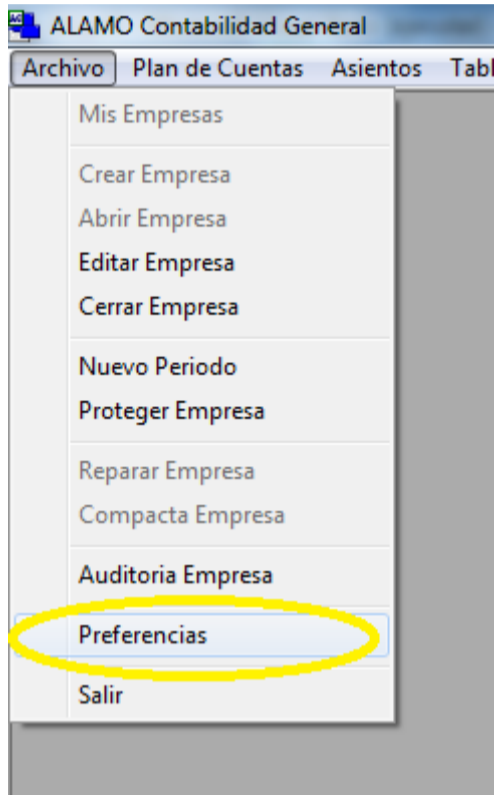 ALAMO Contabilidad General
Archivo Plan de Cuentas Asientos Tabl
Mis Empresas
Crear Empresa
Abrir Empresa
Editar Empresa
Cerrar Empresa
Nuevo Periodo
Proteger Empresa
Reparar Empresa
Compacta Empresa
Auditoria Empresa
Preferencias
Salir